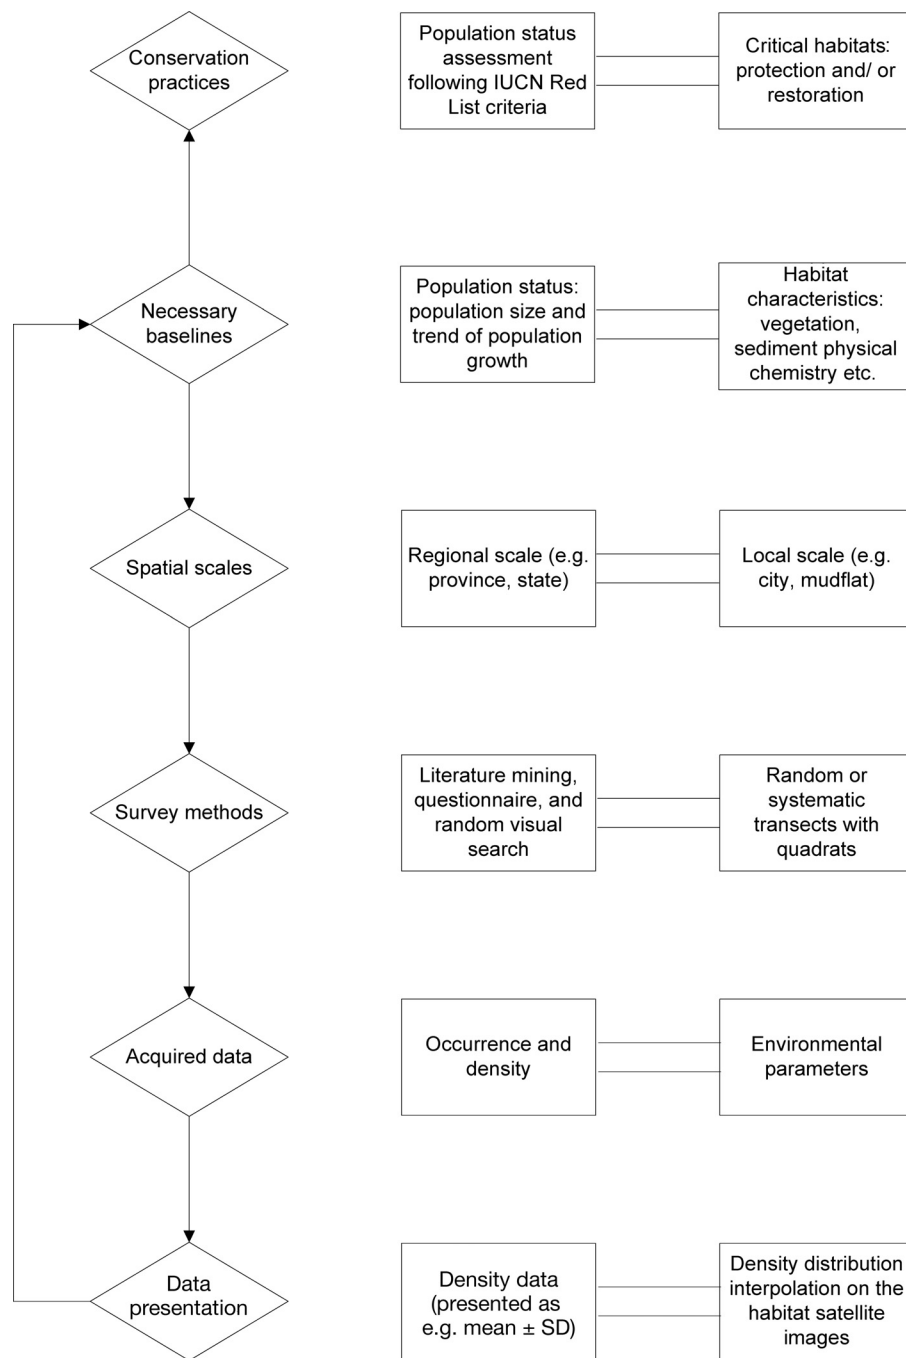 Conservation
practices
Population status
assessment
following IUCN Red
List criteria
Critical habitats:
protection and/ or
restoration
Necessary
baselines
Population status:
population size and
trend of population
growth
Habitat
characteristics:
vegetation,
sediment physical
chemistry etc.
Spatial scales
Regional scale (e.g.
province, state)
Local scale (e.g.
city, mudflat)
Survey methods
Literature mining,
questionnaire, and
random visual
search
Random or
systematic
transects with
quadrats
Acquired data
Occurrence and
density
Environmental
parameters
Data
presentation
Density data
(presented as
e.g. mean ± SD)
Density distribution
interpolation on the
habitat satellite
images